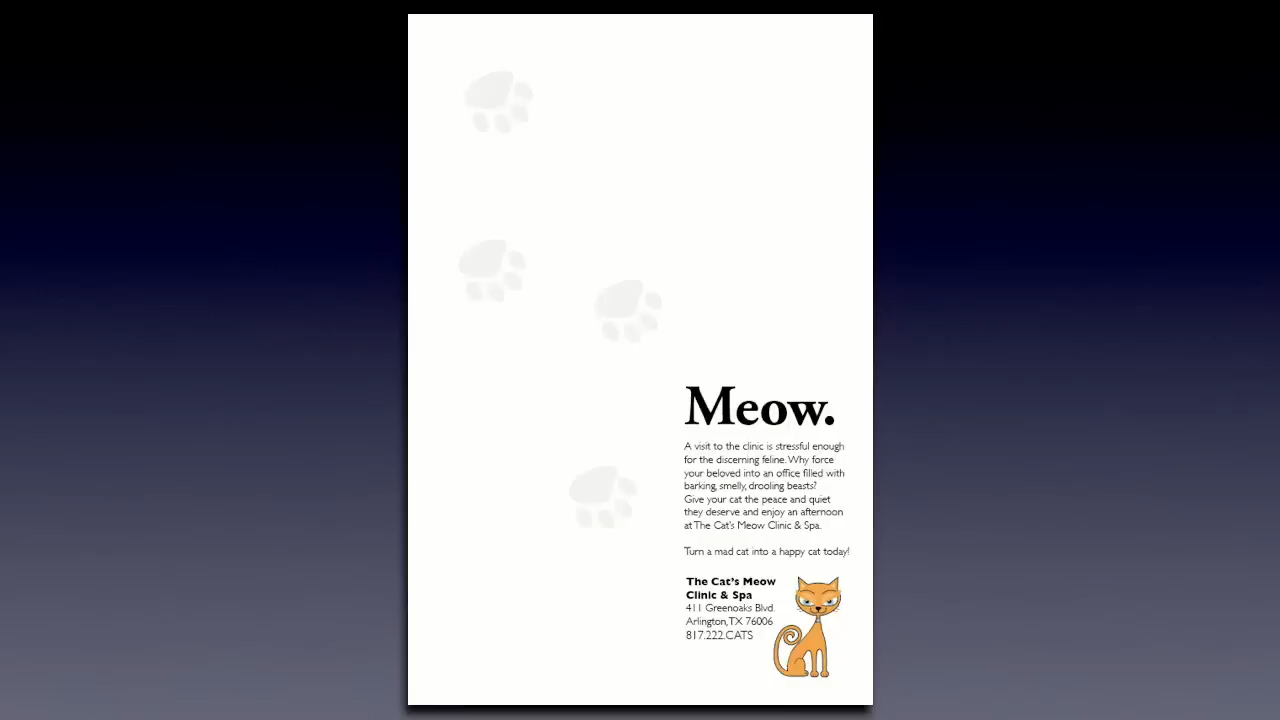 Meow.
A visit to the clinic is stressful enough
for the discerning feline. Why force
your beloved into an office filled with
barking, smelly, drooling beasts?
Give your cat the peace and quiet
they deserve and enjoy an afternoon
at The Cat's Meow Clinic & Spa.
Turn a mad cat into a happy cat today!
The Cat's Meow
Clinic & Spa
411 Greenoaks Blvd.
Arlington, TX 76006
817.222.CATS